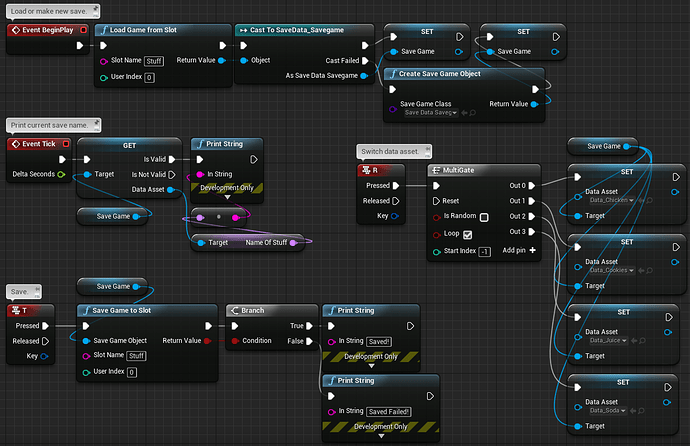 Load or make new save.
Event BeginPlay
Load Game from Slot
Slot Name Stuff
Return Value
User Index 0
Cast To SaveData_Savegame
Object
Cast Failed
As Save Data Savegame
SET
Save Game
SET
Save Game
Create Save Game Object
Save Game Class
Save Data Saveg
Return Value
Print current save name.
Event Tick
Delta Seconds
GET
Is Valid
Target
Is Not Valid
Data Asset
Save Game
Print String
In String
Development Only
Target Name Of Stuff
Switch data asset.
R
Pressed
Released
Key
MultiGate
Out 0
Reset Out 1
Is Random Out 2
Loop Out 3
Start Index -1 Add pin
Save Game
SET
Data Asset
Data_Chicken
Target
SET
Data Asset
Data_Cookies
Target
SET
Data Asset
Data_Juice
Target
SET
Data Asset
Data_Soda
Target
Save.
T
Pressed
Released
Key
Save Game
Save Game to Slot
Save Game Object Return Value
Slot Name Stuff
User Index 0
Branch
True
Condition False
Print String
In String Saved!
Development Only
Print String
In String Saved Failed!
Development Only